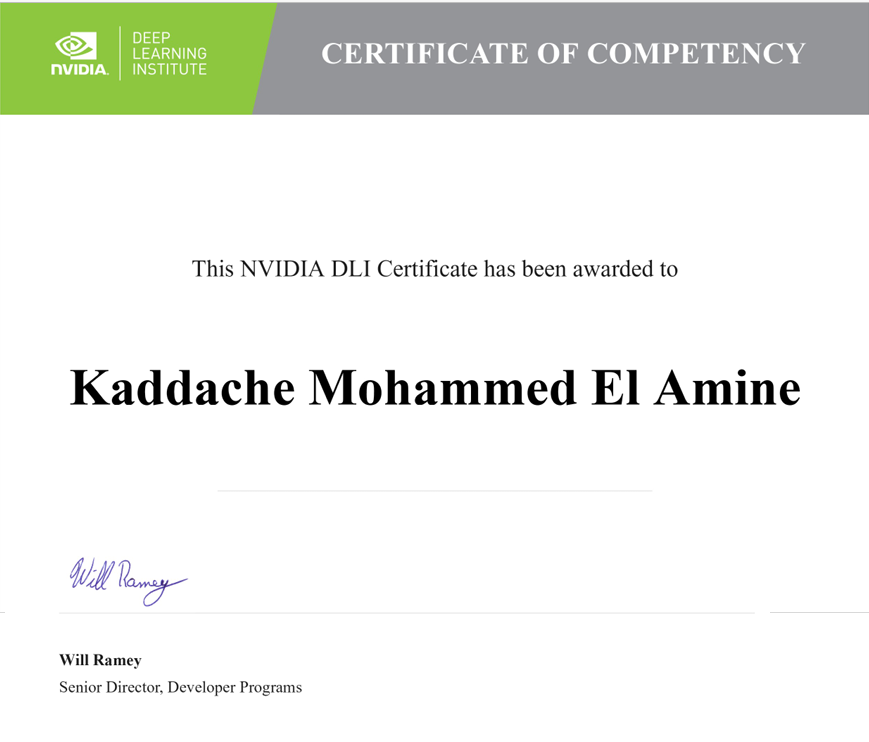 NVIDIA.
DEEP
LEARNING
INSTITUTE
CERTIFICATE OF COMPETENCY
This NVIDIA DLI Certificate has been awarded to
Kaddache Mohammed El Amine
Will Ramey
Will Ramey
Senior Director, Developer Programs